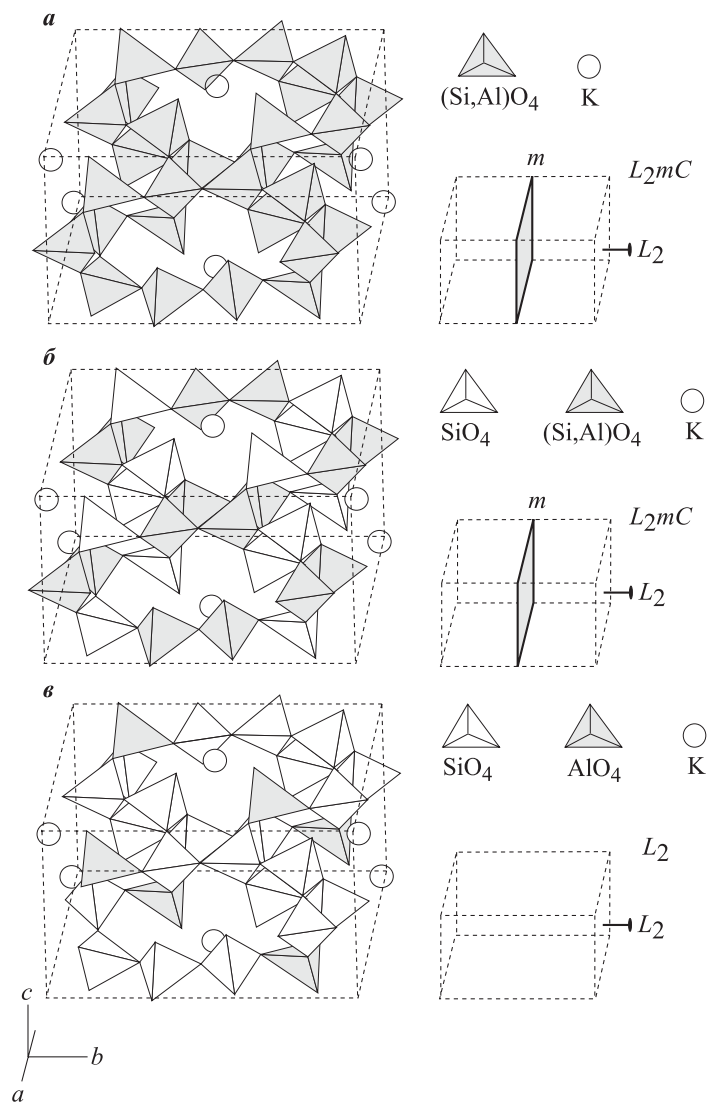 а
(Si,Al)O4 K
m
L2mC
L2
б
SiO4 (Si,Al)O4 K
m
L2mC
L2
в
SiO4 AlO4 K
L2
L2
c
b
a